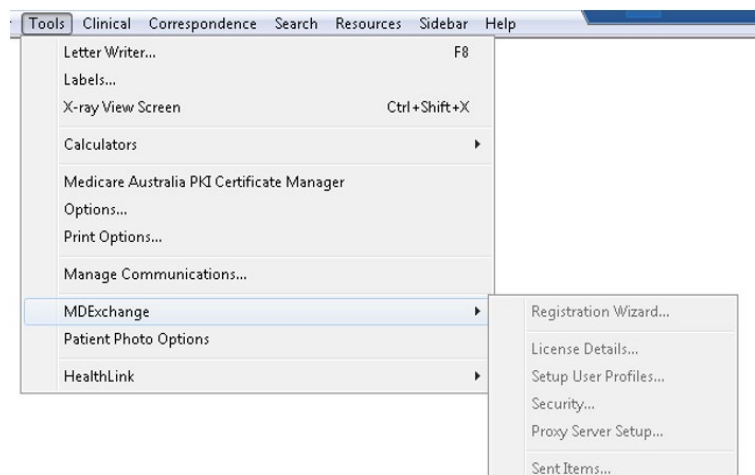 Tools Clinical Correspondence Search Resources Sidebar Help
Letter Writer... F8
Labels...
X-ray View Screen Ctrl+Shift+X
Calculators
Medicare Australia PKI Certificate Manager
Options...
Print Options...
Manage Communications...
MDExchange
Patient Photo Options
HealthLink
Registration Wizard...
License Details...
Setup User Profiles...
Security...
Proxy Server Setup...
Sent Items...